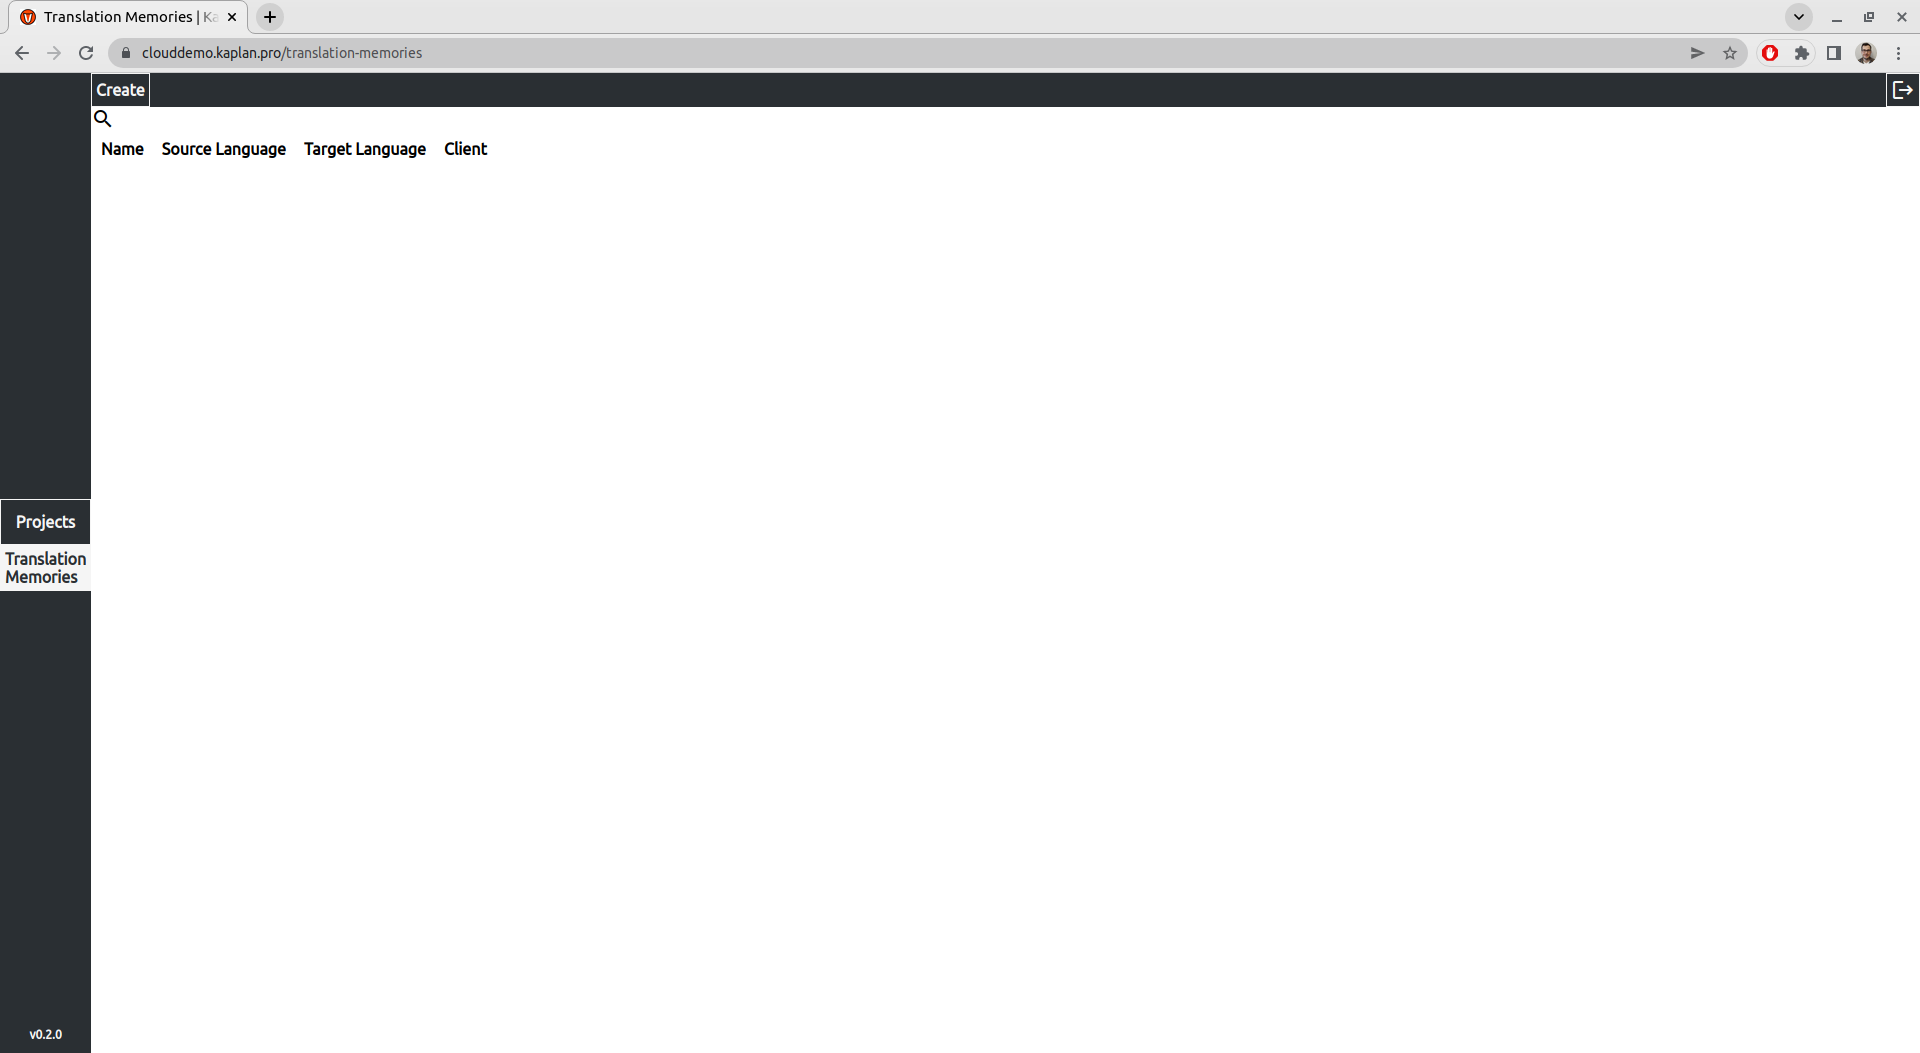 Translation Memories | Ka
clouddemo.kaplan.pro/translation-memories
Create
Name Source Language Target Language Client
Projects
Translation
Memories
v0.2.0